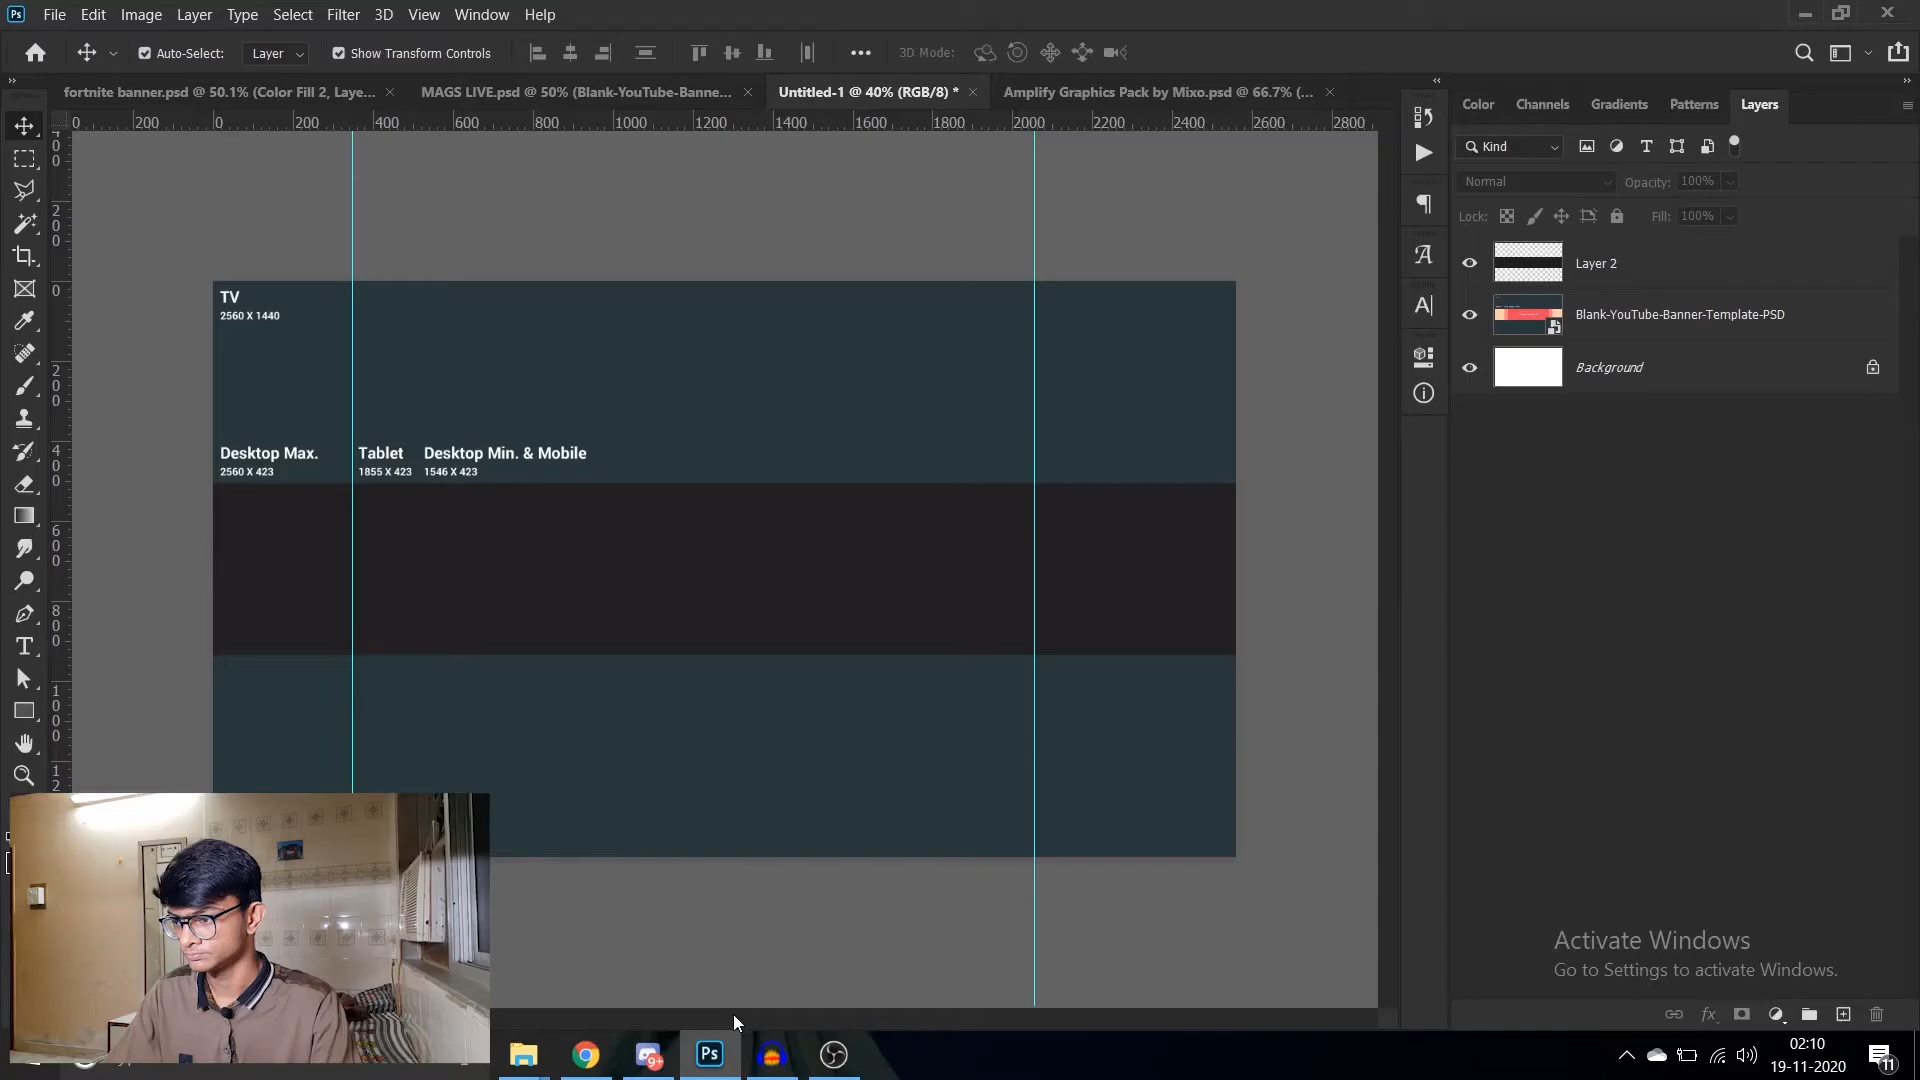 Ps File Edit Image Layer Type Select Filter 3D View Window Help
Auto-Select: Layer Show Transform Controls 3D Mode:
fortnite banner.psd @ 50.1% (Color Fill 2, Laye... MAGS LIVE.psd @ 50% (Blank-YouTube-Banne... Untitled-1 @ 40% (RGB/8) * Amplify Graphics Pack by Mixo.psd @ 66.7% (...
0 200 0 200 400 600 800 1000 1200 1400 1600 1800 2000 2200 2400 2600 2800
Color Channels Gradients Patterns Layers
Kind
Normal Opacity: 100%
Lock: Fill: 100%
Layer 2
Blank-YouTube-Banner-Template-PSD
Background
TV
2560 X 1440
Desktop Max. Tablet Desktop Min. & Mobile
2560 X 423 1855 X 423 1546 X 423
Activate Windows
Go to Settings to activate Windows.
9+
Ps
02:10
19-11-2020
11